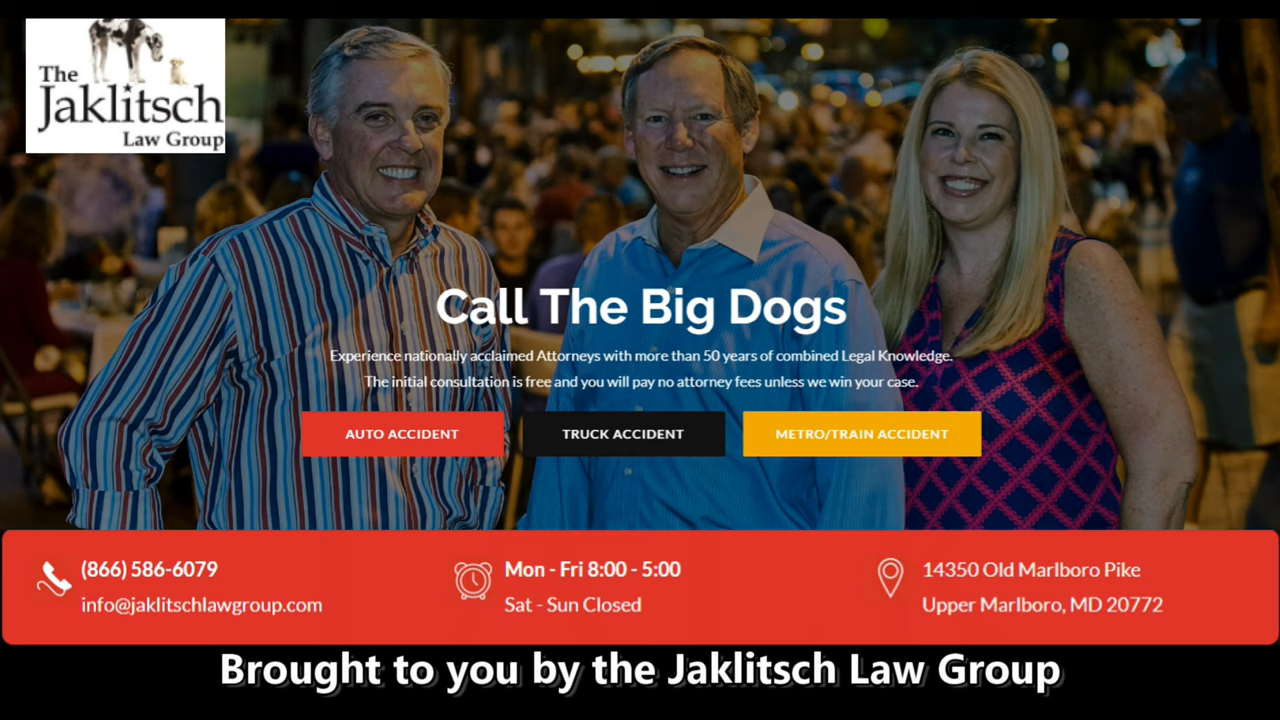 The
Jaklitsch
Law Group
Call The Big Dogs
Experience nationally acclaimed Attorneys with more than 50 years of combined Legal Knowledge.
The initial consultation is free and you will pay no attorney fees unless we win your case.
AUTO ACCIDENT
TRUCK ACCIDENT
METRO/TRAIN ACCIDENT
(866) 586-6079
info@jaklitschlawgroup.com
Mon - Fri 8:00 - 5:00
Sat - Sun Closed
14350 Old Marlboro Pike
Upper Marlboro, MD 20772
Brought to you by the Jaklitsch Law Group